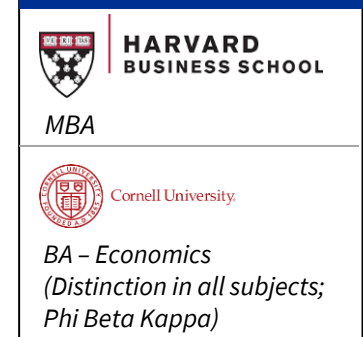 HARVARD
BUSINESS SCHOOL
MBA
Cornell University
BA – Economics
(Distinction in all subjects;
Phi Beta Kappa)